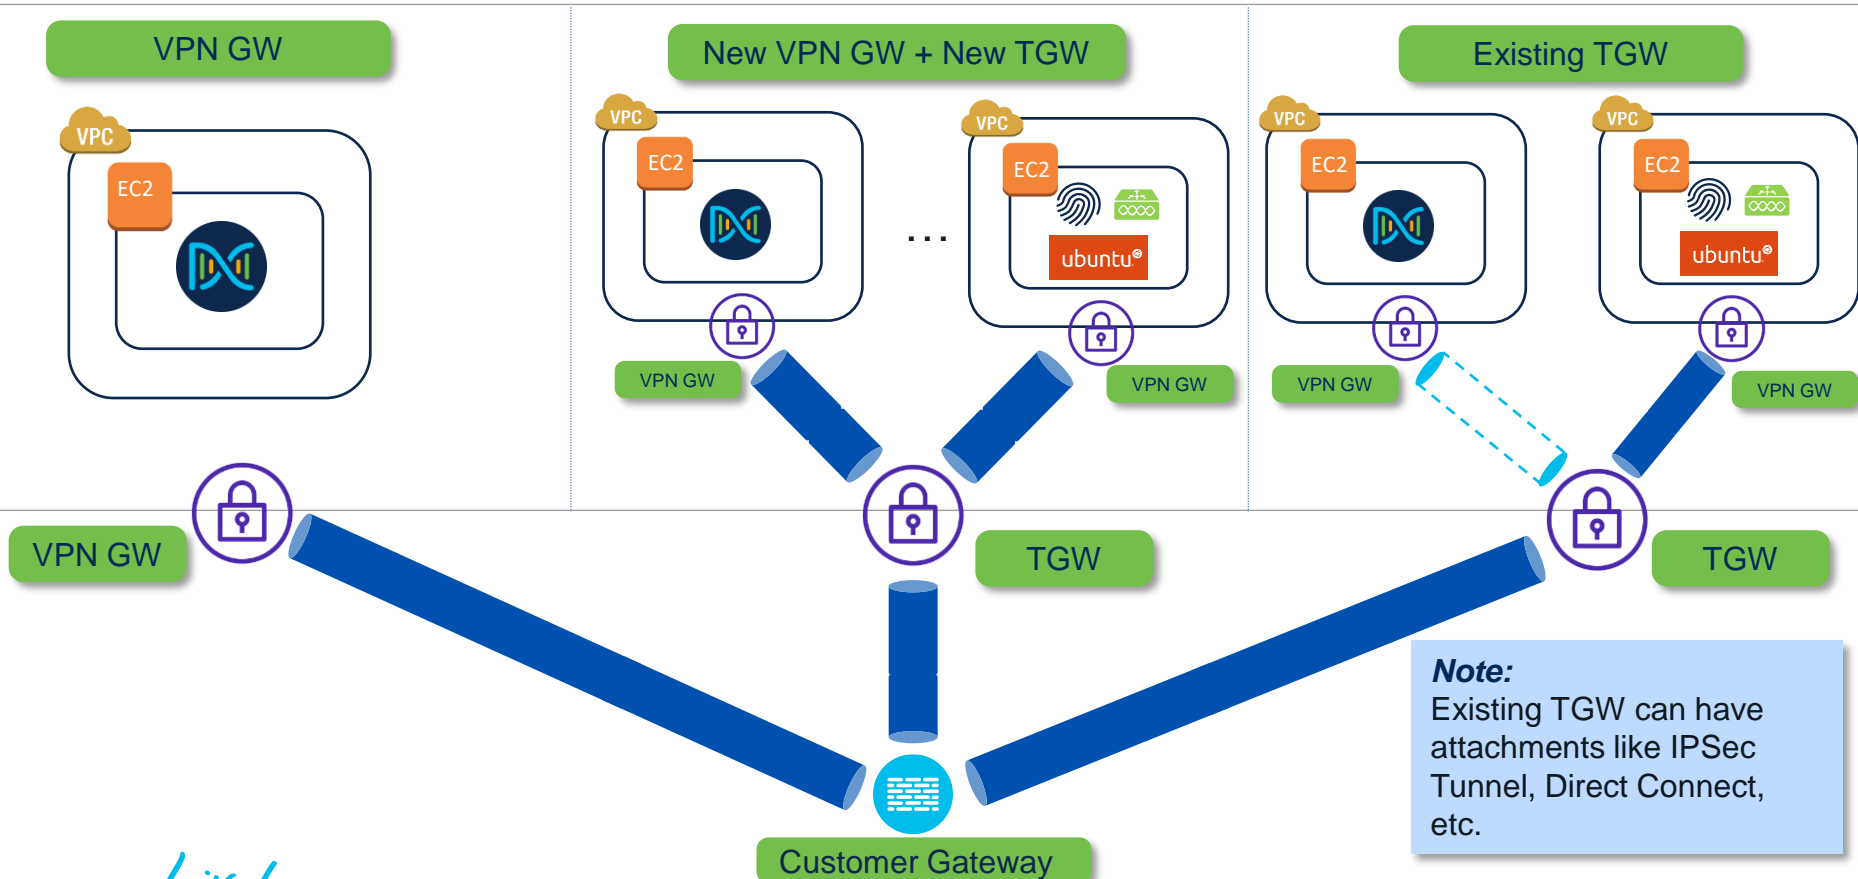 VPN GW
New VPN GW + New TGW
Existing TGW
VPC
EC2
VPC
EC2
...
VPC
EC2
ubuntu®
VPC
EC2
VPC
EC2
ubuntu®
VPN GW
VPN GW
VPN GW
VPN GW
VPN GW
TGW
TGW
Note:
Existing TGW can have
attachments like IPSec
Tunnel, Direct Connect,
etc.
Customer Gateway